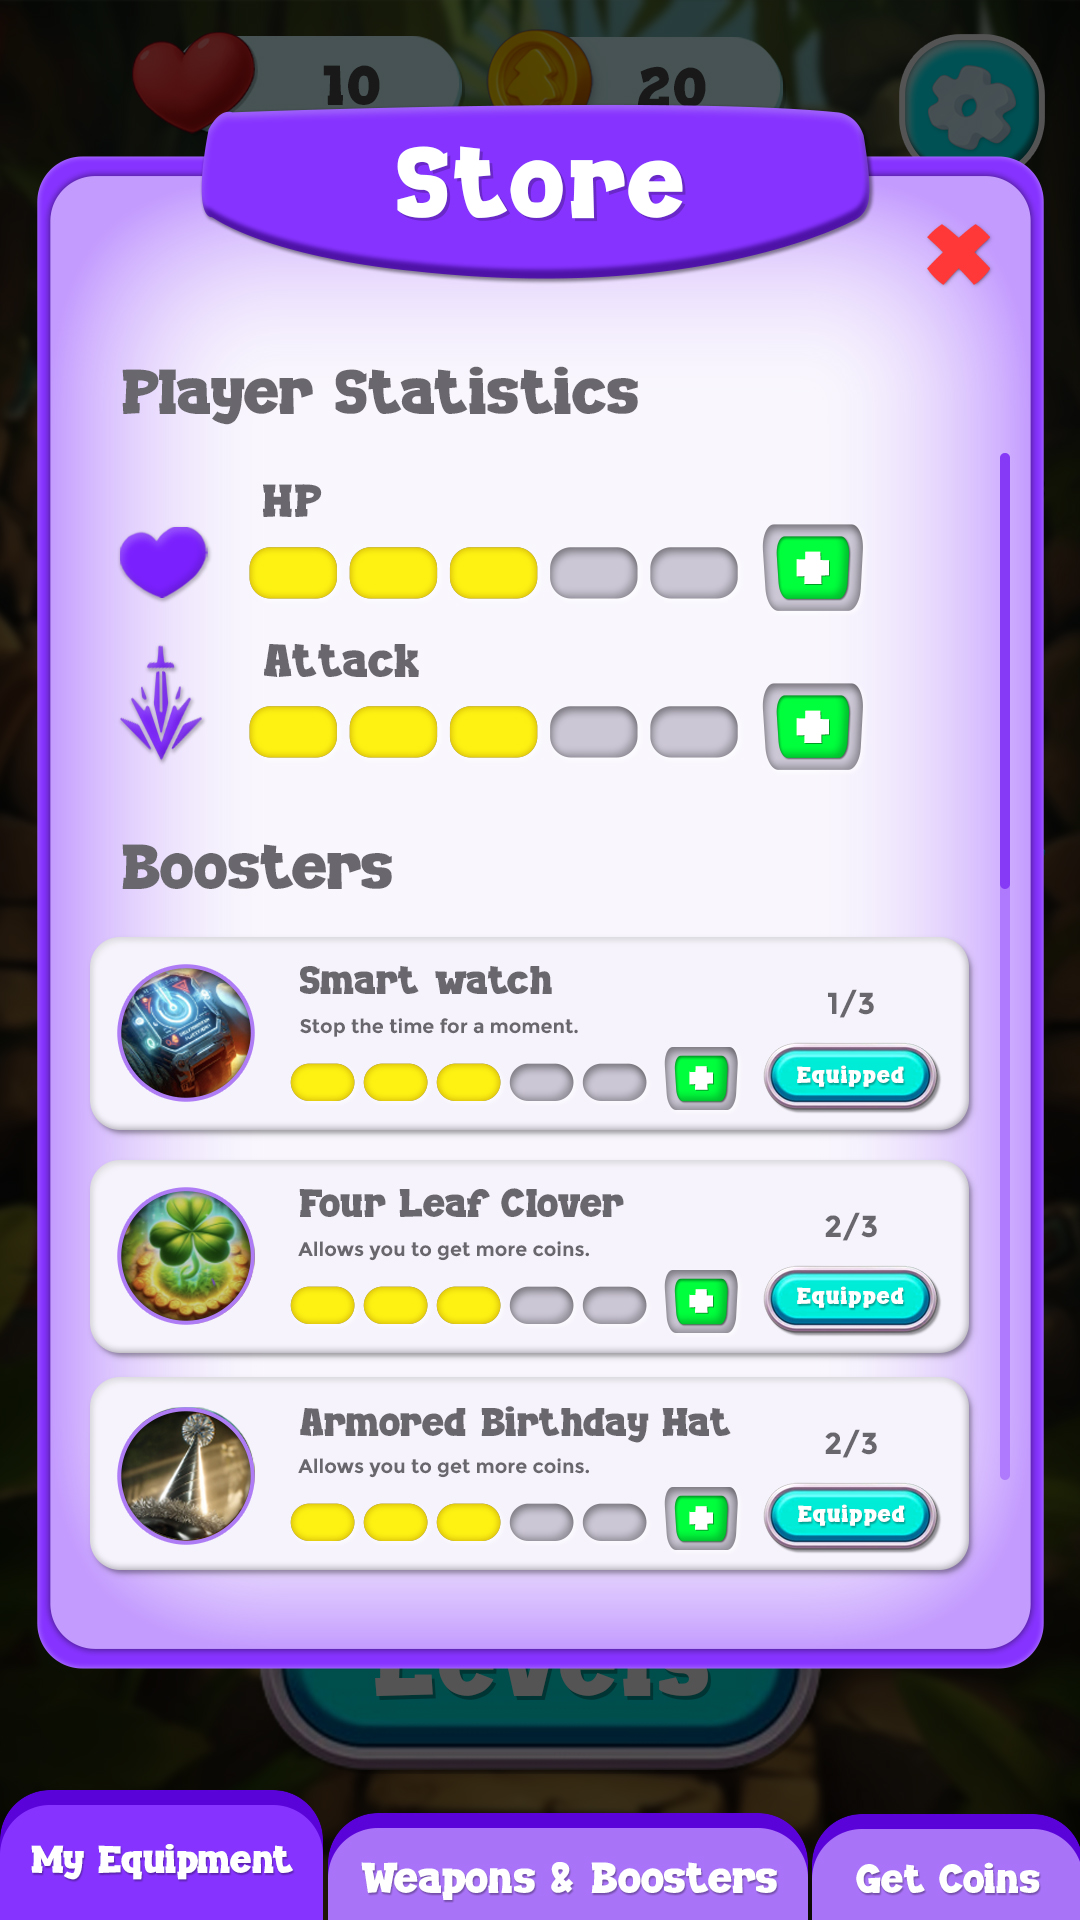 10
20
Store
Player Statistics
HP
Attack
Boosters
Smart watch
Stop the time for a moment.
1/3
Equipped
Four Leaf Clover
Allows you to get more coins.
2/3
Equipped
Armored Birthday Hat
Allows you to get more coins.
2/3
Equipped
Levels
My Equipment
Weapons & Boosters
Get Coins